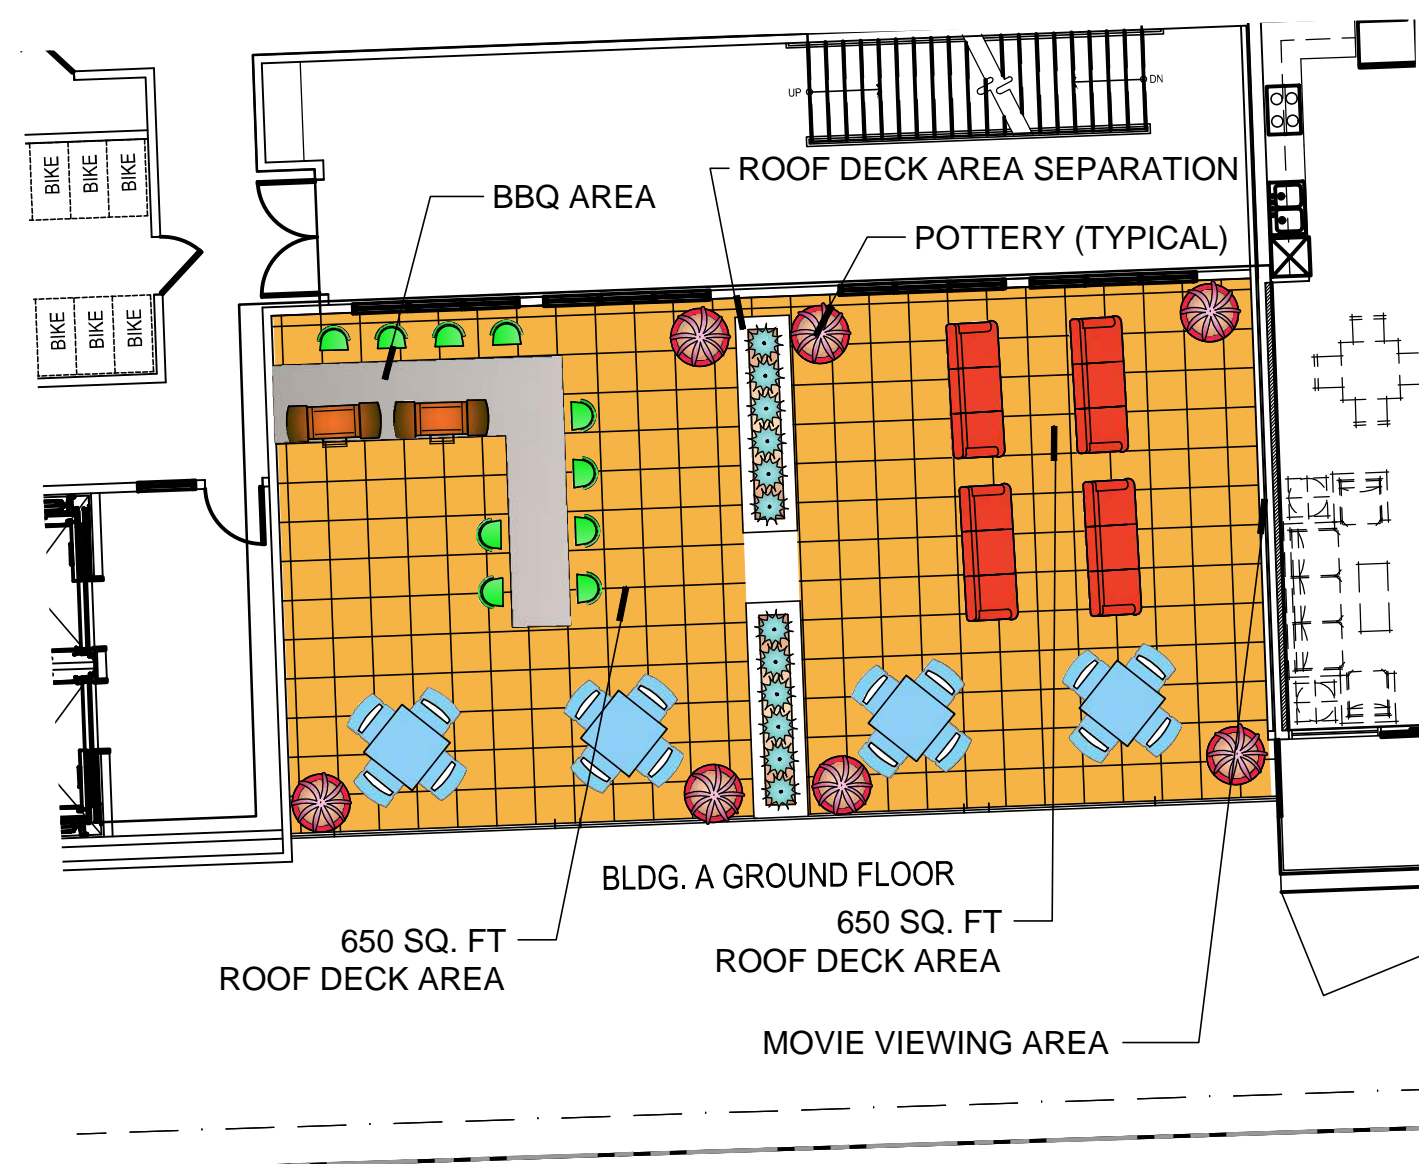 UP
DN
ROOF DECK AREA SEPARATION
BBQ AREA
POTTERY (TYPICAL)
BIKE BIKE BIKE
BIKE BIKE BIKE
BLDG. A GROUND FLOOR
650 SQ. FT
ROOF DECK AREA
650 SQ. FT
ROOF DECK AREA
MOVIE VIEWING AREA